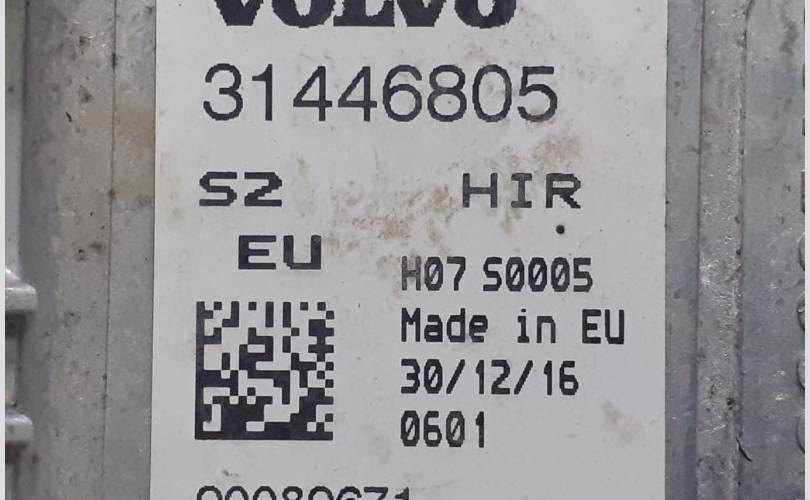 VOLVO
31446805
S2 HIR
EU
H07 S0005
Made in EU
30/12/16
0601